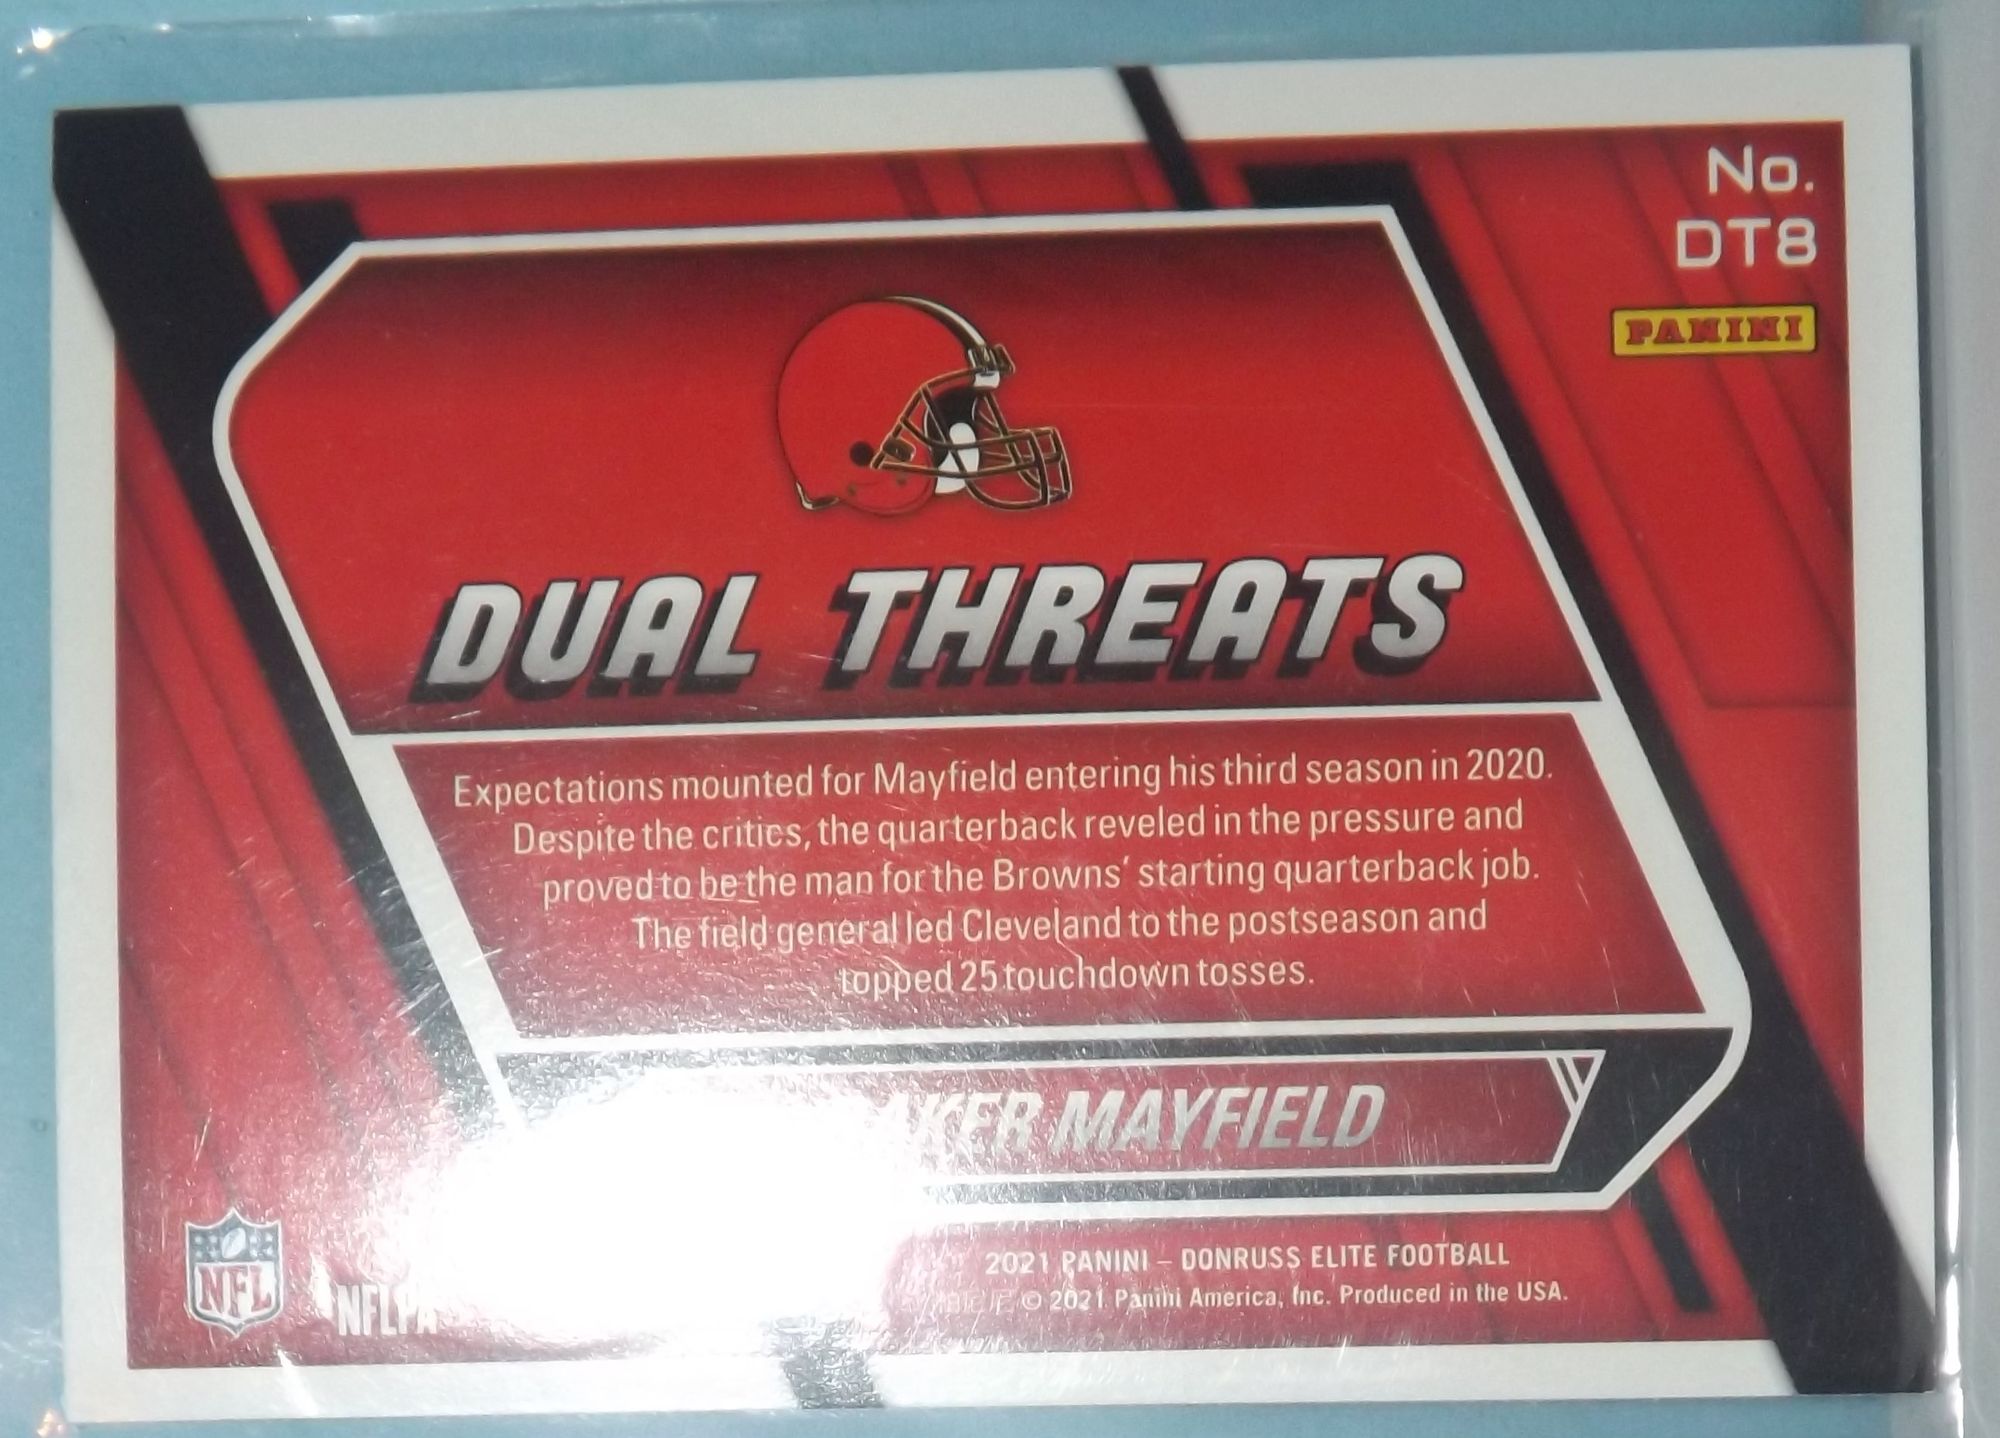 No.
DT8
PANINI
DUAL THREATS
Expectations mounted for Mayfield entering his third season in 2020.
Despite the critics, the quarterback reveled in the pressure and
proved to be the man for the Browns' starting quarterback job.
The field general led Cleveland to the postseason and
topped 25 touchdown tosses.
AKER MAYFIELD
NFL
NFLPA
2021 PANINI – DONRUSS ELITE FOOTBALL
© 2021 Panini America, Inc. Produced in the USA.